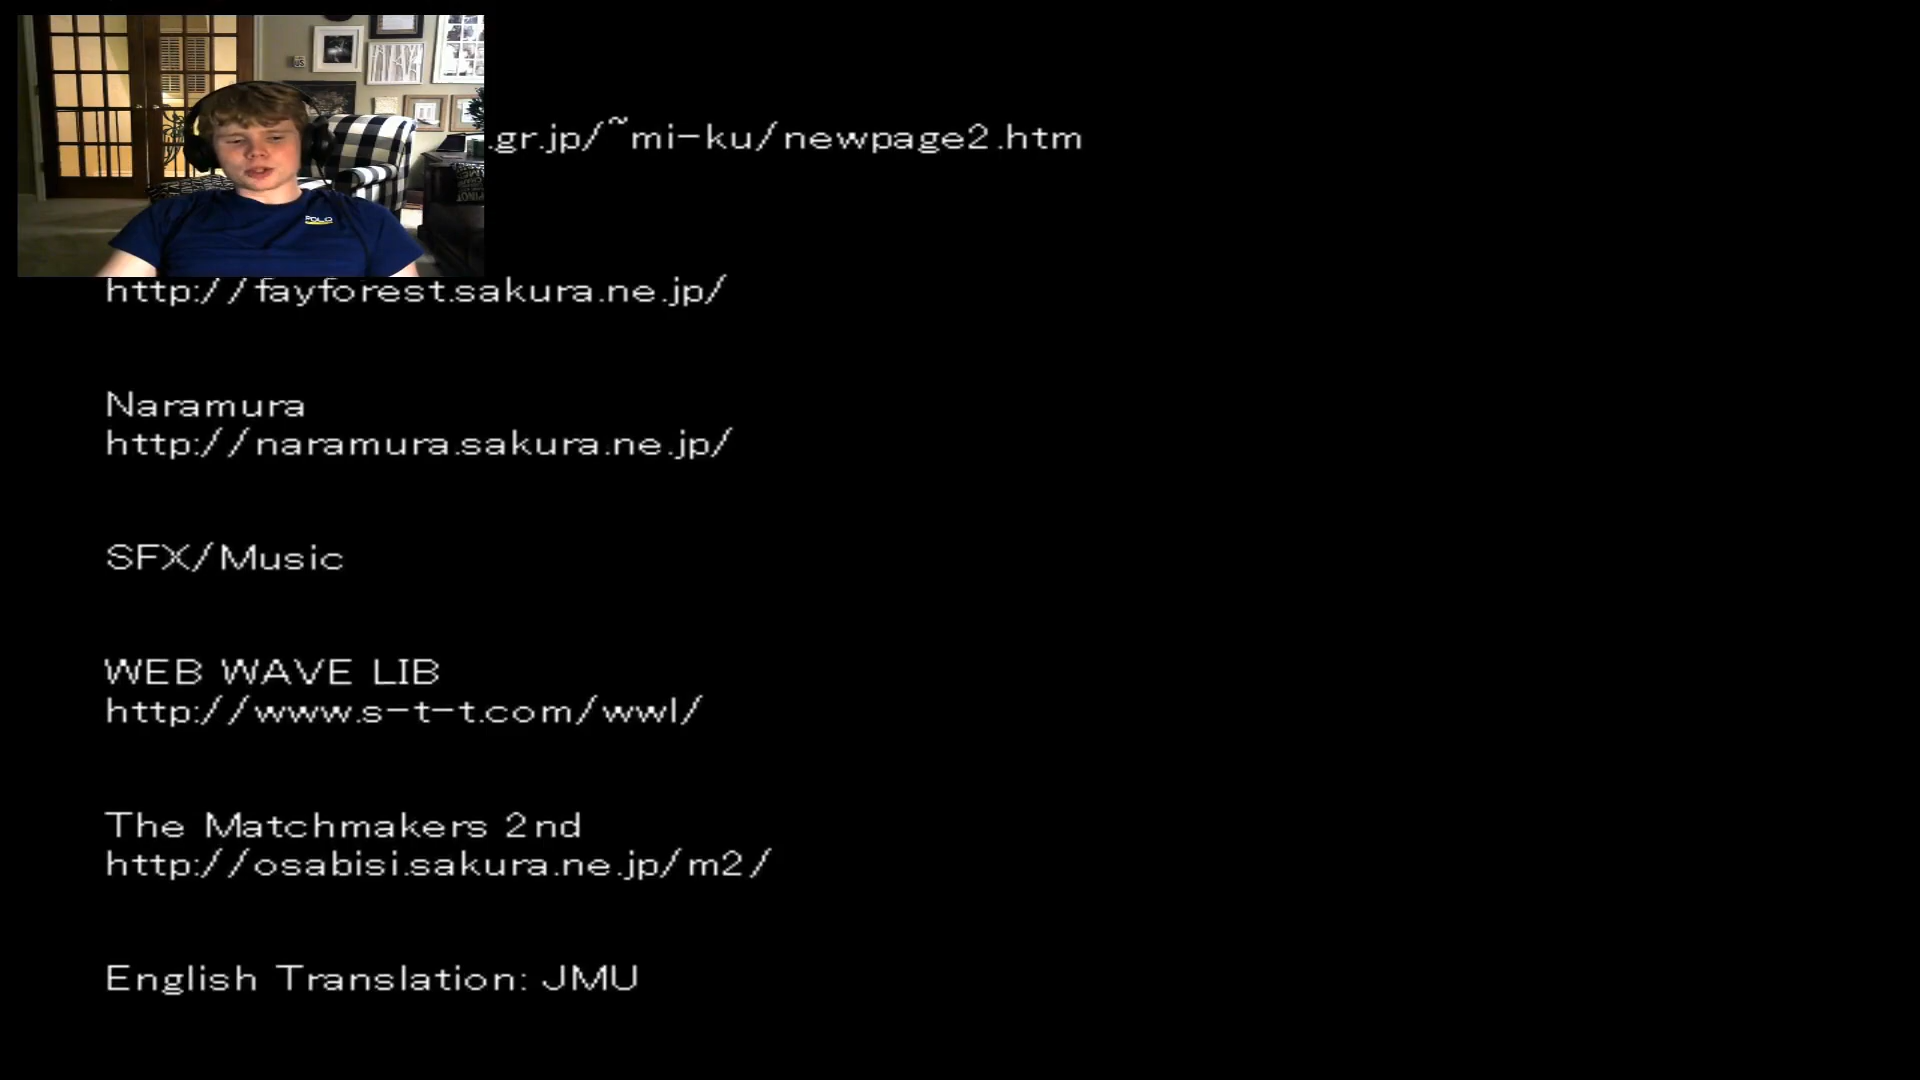 .gr.jp/~mi-ku/newpage2.htm
POLO
http://fayforest.sakura.ne.jp/
Naramura
http://naramura.sakura.ne.jp/
SFX/Music
WEB WAVE LIB
http://www.s-t-t.com/wwl/
The Matchmakers 2nd
http://osabisi.sakura.ne.jp/m2/
English Translation: JMU